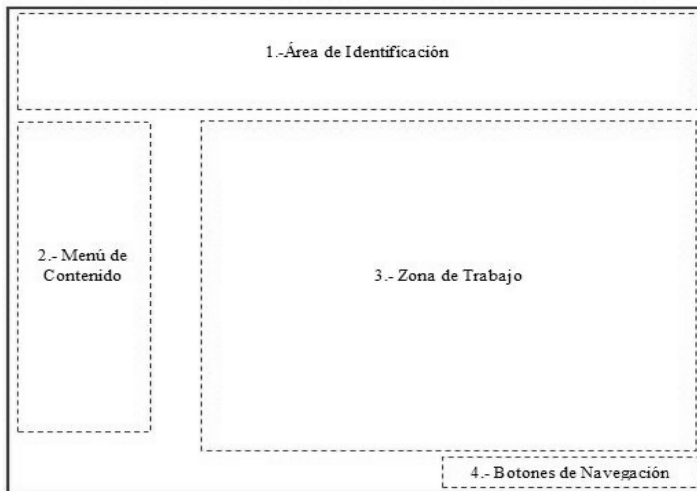 1.-Área de Identificación
2.- Menú de
Contenido
3.- Zona de Trabajo
4.- Botones de Navegación